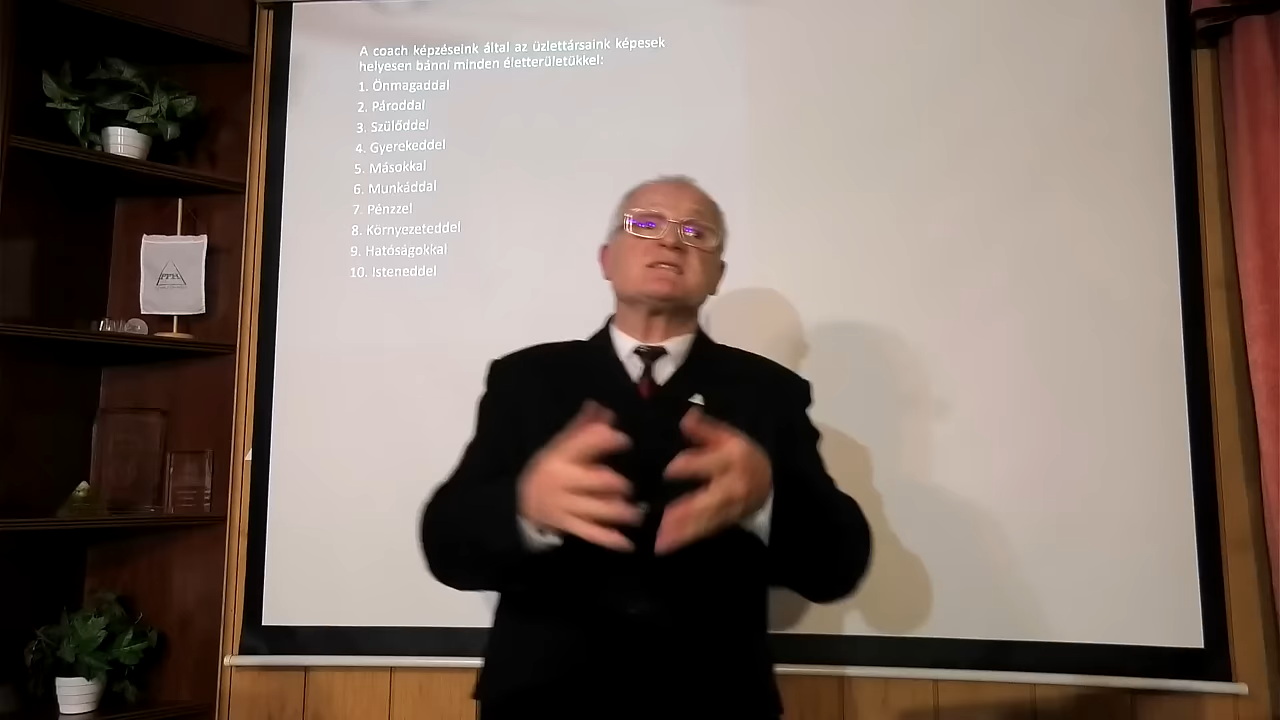 A coach képzéseink által az üzlettársaink képesek
helyesen bánni minden életterületükkel:
1. Önmagaddal
2. Pároddal
3. Szülőddel
4. Gyerekeddel
5. Másokkal
6. Munkáddal
7. Pénzzel
8. Környezeteddel
9. Hatóságokkal
10. Isteneddel